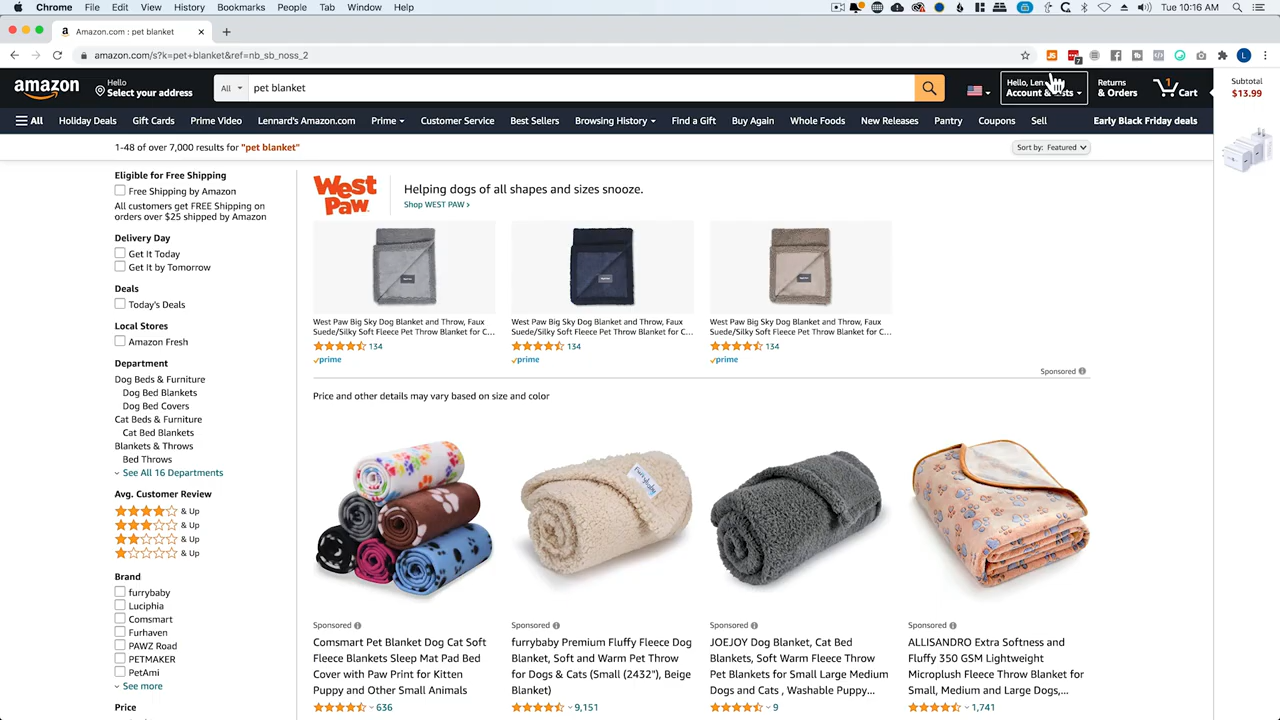 Chrome File Edit View History Bookmarks People Tab Window Help
Tue 10:16 AM
Amazon.com : pet blanket
amazon.com/s?k=pet+blanket&ref=nb_sb_noss_2
amazon
Hello
Select your address
All
pet blanket
Hello,
Account &
Returns
& Orders
1
Cart
Subtotal
$13.99
All Holiday Deals Gift Cards Prime Video Lennard's Amazon.com Prime Customer Service Best Sellers Browsing History Find a Gift Buy Again Whole Foods New Releases Pantry Coupons Sell Early Black Friday deals
1-48 of over 7,000 results for "pet blanket"
Sort by: Featured
Eligible for Free Shipping
Free Shipping by Amazon
All customers get FREE Shipping on
orders over $25 shipped by Amazon
Delivery Day
Get It Today
Get It by Tomorrow
Deals
Today's Deals
Local Stores
Amazon Fresh
Department
Dog Beds & Furniture
Dog Bed Blankets
Dog Bed Covers
Cat Beds & Furniture
Cat Bed Blankets
Blankets & Throws
Bed Throws
See All 16 Departments
Avg. Customer Review
& Up
& Up
& Up
& Up
Brand
furrybaby
Luciphia
Comsmart
Furhaven
PAWZ Road
PETMAKER
PetAmi
See more
Price
West
Paw
Helping dogs of all shapes and sizes snooze.
Shop WEST PAW ›
West Paw Big Sky Dog Blanket and Throw, Faux
Suede/Silky Soft Fleece Pet Throw Blanket for C...
134
prime
West Paw Big Sky Dog Blanket and Throw, Faux
Suede/Silky Soft Fleece Pet Throw Blanket for C...
134
prime
West Paw Big Sky Dog Blanket and Throw, Faux
Suede/Silky Soft Fleece Pet Throw Blanket for C...
134
prime
Sponsored
Price and other details may vary based on size and color
furrybaby
Sponsored
Comsmart Pet Blanket Dog Cat Soft
Fleece Blankets Sleep Mat Pad Bed
Cover with Paw Print for Kitten
Puppy and Other Small Animals
636
Sponsored
furrybaby Premium Fluffy Fleece Dog
Blanket, Soft and Warm Pet Throw
for Dogs & Cats (Small (2432"), Beige
Blanket)
9,151
Sponsored
JOEJOY Dog Blanket, Cat Bed
Blankets, Soft Warm Fleece Throw
Pet Blankets for Small Large Medium
Dogs and Cats , Washable Puppy...
9
Sponsored
ALLISANDRO Extra Softness and
Fluffy 350 GSM Lightweight
Microplush Fleece Throw Blanket for
Small, Medium and Large Dogs,...
1,741